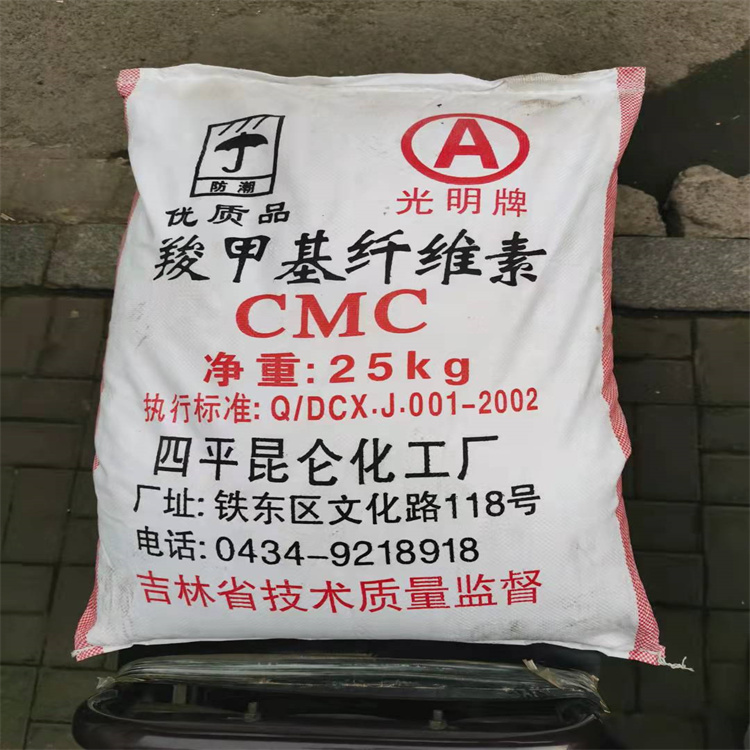 防潮
优质品
A
光明牌
羧甲基纤维素
CMC
净重:25kg
执行标准:Q/DCX.J.001-2002
四平昆仑化工厂
厂址:铁东区文化路118号
电话:0434-9218918
吉林省技术质量监督